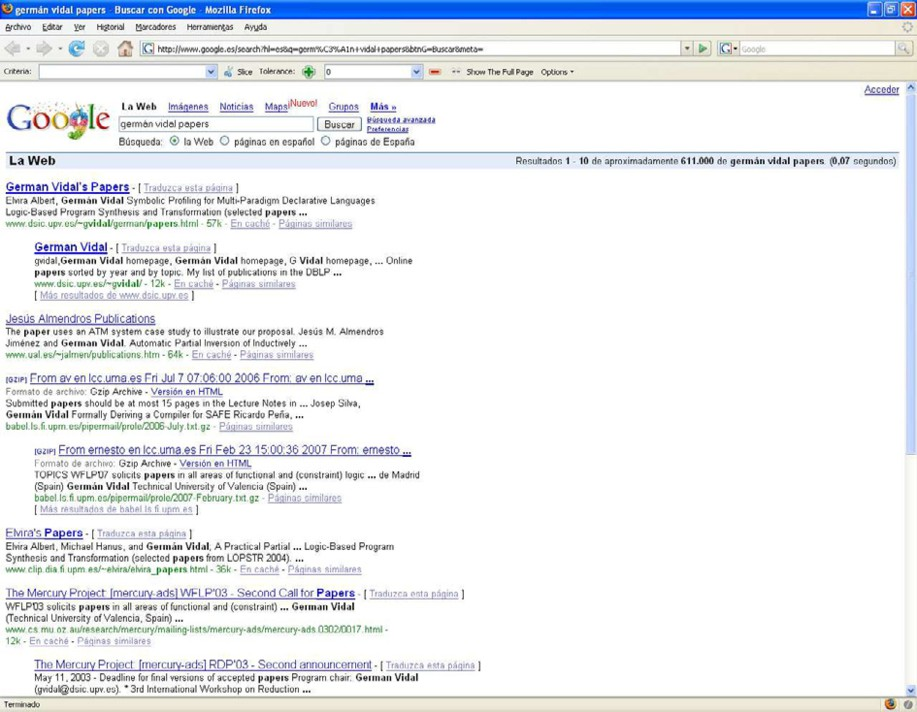 germán vidal papers - Buscar con Google - Mozilla Firefox
Archivo Editar Ver Historial Marcadores Herramientas Ayuda
http://www.google.es/search?hl=es&q=germ%C3%A1n+vidal+papers&btnG=Buscar&meta= Google
Criteria: Slice Tolerance: 0 Show The Full Page Options
Acceder
Google
La Web Imágenes Noticias Maps ¡Nuevo! Grupos Más »
germán vidal papers Buscar Búsqueda avanzada
Preferencias
Búsqueda: la Web páginas en español páginas de España
La Web Resultados 1 - 10 de aproximadamente 611.000 de germán vidal papers. (0,07 segundos)
German Vidal's Papers - [ Traduzca esta página ]
Elvira Albert, Germán Vidal Symbolic Profiling for Multi-Paradigm Declarative Languages
Logic-Based Program Synthesis and Transformation (selected papers ...
www.dsic.upv.es/~gvidal/german/papers.html - 57k - En caché - Páginas similares
German Vidal - [ Traduzca esta página ]
gvidal,German Vidal homepage, Germán Vidal homepage, G Vidal homepage, ... Online
papers sorted by year and by topic. My list of publications in the DBLP ...
www.dsic.upv.es/~gvidal/ - 12k - En caché - Páginas similares
[ Más resultados de www.dsic.upv.es ]
Jesús Almendros Publications
The paper uses an ATM system case study to illustrate our proposal. Jesús M. Almendros
Jiménez and German Vidal. Automatic Partial Inversion of Inductively ...
www.ual.es/~jalmen/publications.htm - 64k - En caché - Páginas similares
[GZIP] From av en lcc.uma.es Fri Jul 7 07:06:00 2006 From: av en lcc.uma ...
Formato de archivo: Gzip Archive - Versión en HTML
Submitted papers should be at most 15 pages in the Lecture Notes in ... Josep Silva,
Germán Vidal Formally Deriving a Compiler for SAFE Ricardo Peña, ...
babel.ls.fi.upm.es/pipermail/prole/2006-July.txt.gz - Páginas similares
[GZIP] From ernesto en lcc.uma.es Fri Feb 23 15:00:36 2007 From: ernesto ...
Formato de archivo: Gzip Archive - Versión en HTML
TOPICS WFLP'07 solicits papers in all areas of functional and (constraint) logic ... de Madrid
(Spain) Germán Vidal Technical University of Valencia (Spain) ...
babel.ls.fi.upm.es/pipermail/prole/2007-February.txt.gz - Páginas similares
[ Más resultados de babel.ls.fi.upm.es ]
Elvira's Papers - [ Traduzca esta página ]
Elvira Albert, Michael Hanus, and Germán Vidal, A Practical Partial ... Logic-Based Program
Synthesis and Transformation (selected papers from LOPSTR 2004). ...
www.clip.dia.fi.upm.es/~elvira/elvira_papers.html - 36k - En caché - Páginas similares
The Mercury Project: [mercury-ads] WFLP'03 - Second Call for Papers - [ Traduzca esta página ]
WFLP'03 solicits papers in all areas of functional and (constraint) ... German Vidal
(Technical University of Valencia, Spain) ...
www.cs.mu.oz.au/research/mercury/mailing-lists/mercury-ads/mercury-ads.0302/0017.html -
12k - En caché - Páginas similares
The Mercury Project: [mercury-ads] RDP'03 - Second announcement - [ Traduzca esta página ]
May 11, 2003 - Deadline for final versions of accepted papers Program chair: German Vidal
(gvidal@dsic.upv.es). * 3rd International Workshop on Reduction ...
Terminado